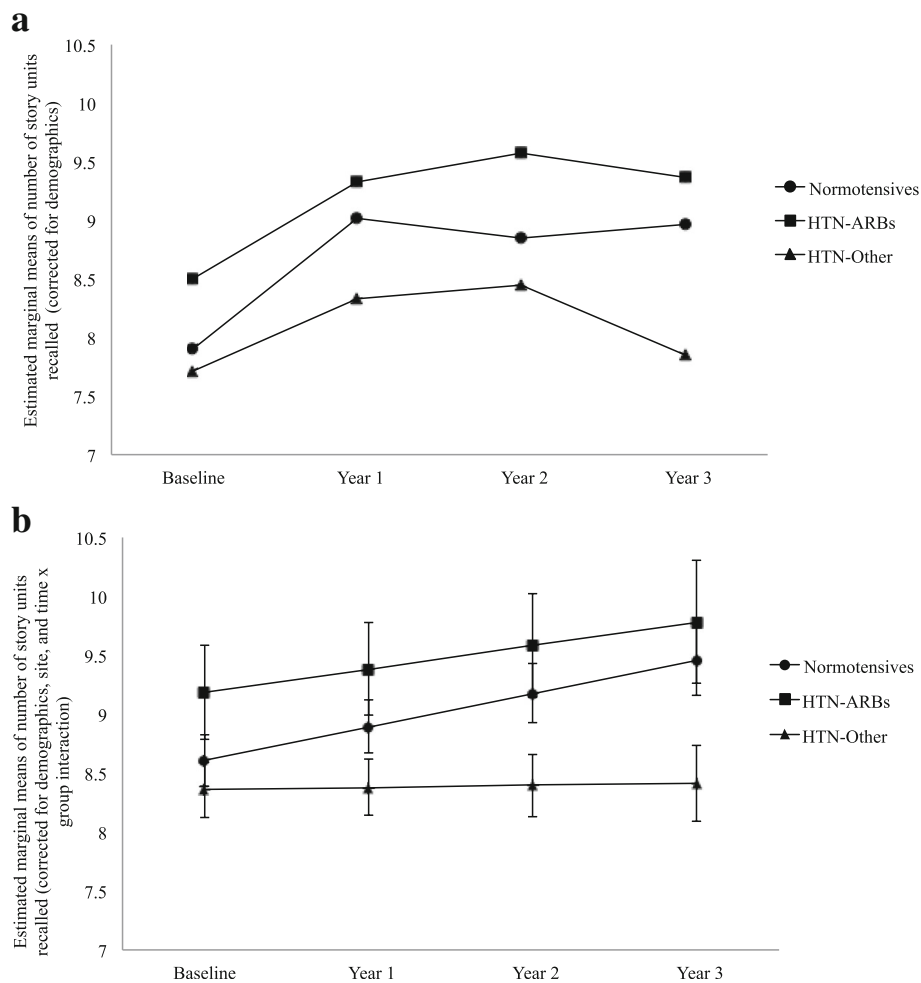 a
Estimated marginal means of number of story units
recalled (corrected for demographics)
10.5
10
9.5
9
8.5
8
7.5
7
Baseline
Year 1
Year 2
Year 3
Normotensives
HTN-ARBs
HTN-Other
b
Estimated marginal means of number of story units
recalled (corrected for demographics, site, and time x
group interaction)
10.5
10
9.5
9
8.5
8
7.5
7
Baseline
Year 1
Year 2
Year 3
Normotensives
HTN-ARBs
HTN-Other